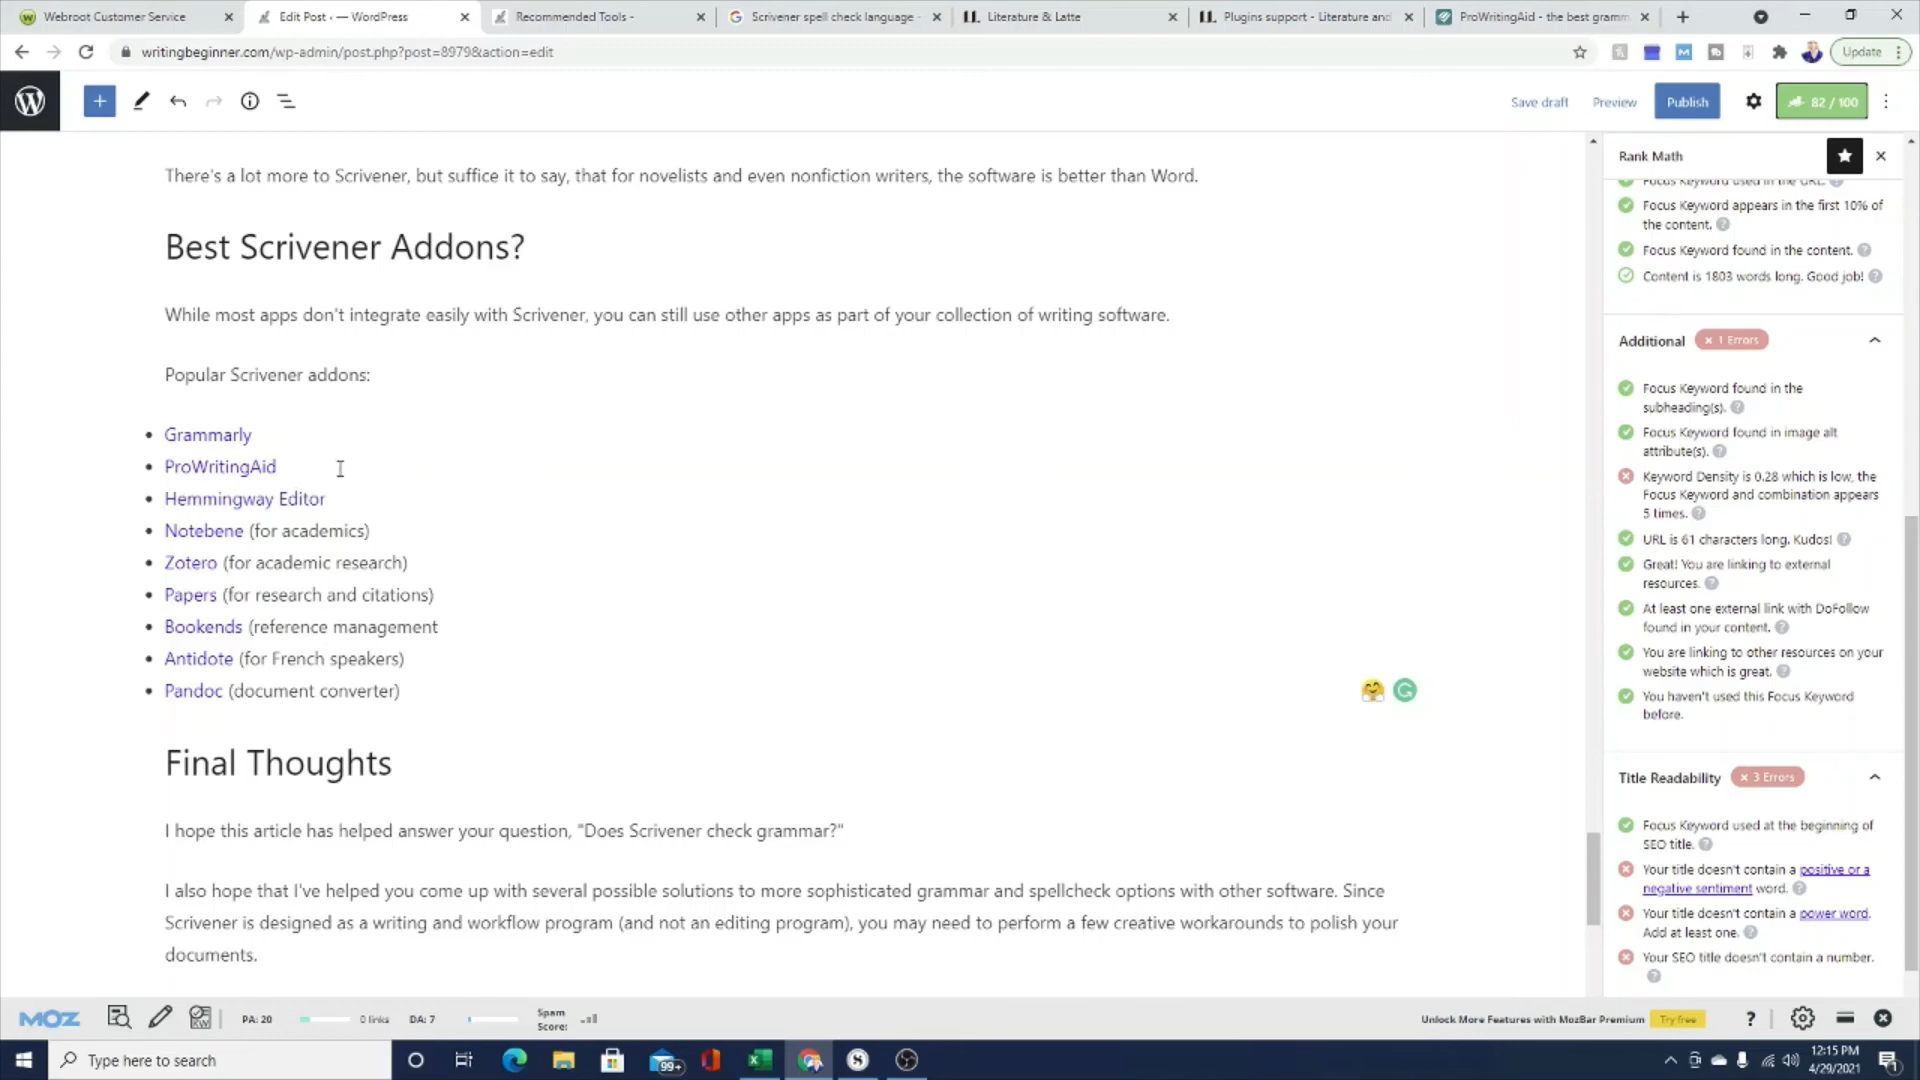 Webroot Customer Service
Edit Post ‹ — WordPress
Recommended Tools -
Scrivener spell check language -
Literature & Latte
Plugins support - Literature and
ProWritingAid - the best gramm
writingbeginner.com/wp-admin/post.php?post=8979&action=edit
Update
Save draft
Preview
Publish
82 / 100
There's a lot more to Scrivener, but suffice it to say, that for novelists and even nonfiction writers, the software is better than Word.
Best Scrivener Addons?
While most apps don't integrate easily with Scrivener, you can still use other apps as part of your collection of writing software.
Popular Scrivener addons:
Grammarly
ProWritingAid
Hemmingway Editor
Notebene (for academics)
Zotero (for academic research)
Papers (for research and citations)
Bookends (reference management
Antidote (for French speakers)
Pandoc (document converter)
Final Thoughts
I hope this article has helped answer your question, "Does Scrivener check grammar?"
I also hope that I've helped you come up with several possible solutions to more sophisticated grammar and spellcheck options with other software. Since
Scrivener is designed as a writing and workflow program (and not an editing program), you may need to perform a few creative workarounds to polish your
documents.
Rank Math
Focus Keyword used in the URL.
Focus Keyword appears in the first 10% of
the content.
Focus Keyword found in the content.
Content is 1803 words long. Good job!
Additional
× 1 Errors
Focus Keyword found in the
subheading(s).
Focus Keyword found in image alt
attribute(s).
Keyword Density is 0.28 which is low, the
Focus Keyword and combination appears
5 times.
URL is 61 characters long. Kudos!
Great! You are linking to external
resources.
At least one external link with DoFollow
found in your content.
You are linking to other resources on your
website which is great.
You haven't used this Focus Keyword
before.
Title Readability
× 3 Errors
Focus Keyword used at the beginning of
SEO title.
Your title doesn't contain a positive or a
negative sentiment word.
Your title doesn't contain a power word.
Add at least one.
Your SEO title doesn't contain a number.
MOZ
PA: 20
0 links
DA: 7
Spam
Score:
Unlock More Features with MozBar Premium
Try free
Type here to search
99+
12:15 PM
4/29/2021